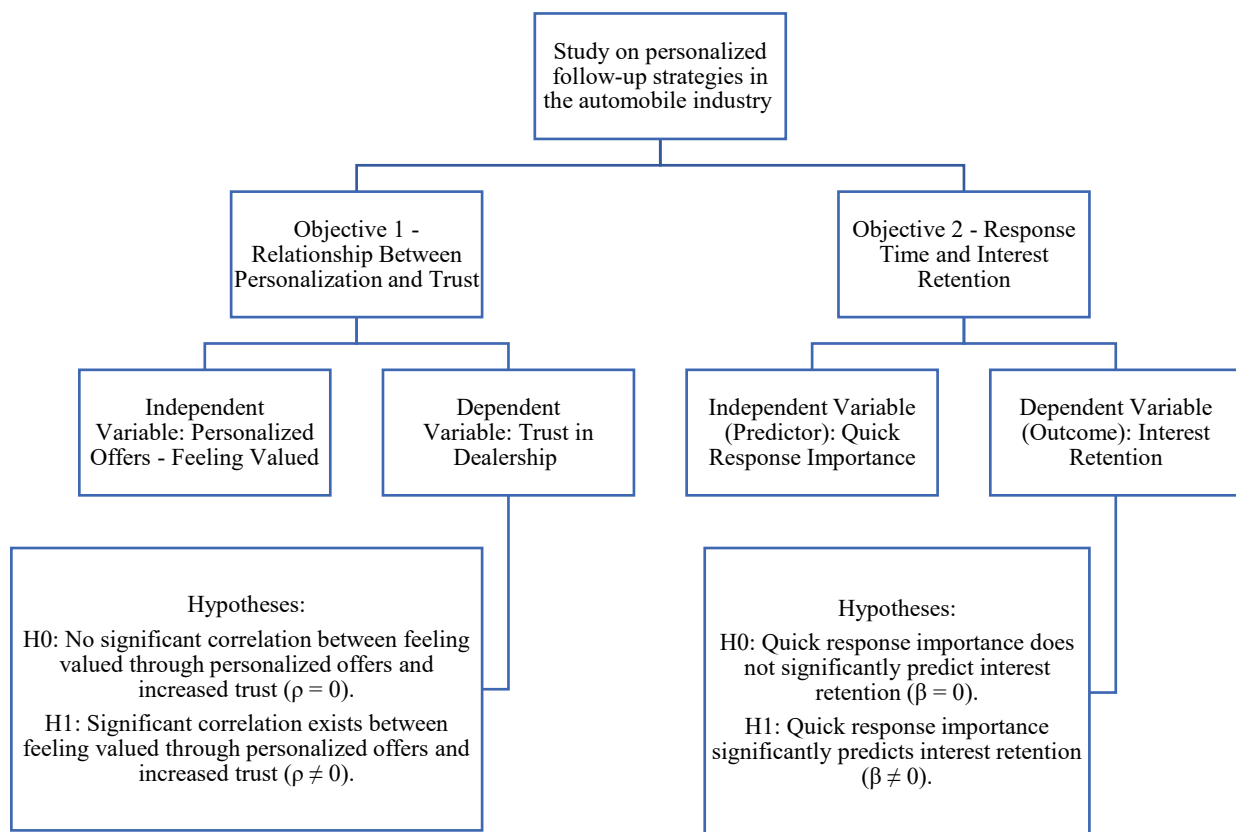 Study on personalized
follow-up strategies in
the automobile industry
Objective 1 -
Relationship Between
Personalization and Trust
Objective 2 - Response
Time and Interest
Retention
Independent
Variable: Personalized
Offers - Feeling Valued
Dependent
Variable: Trust in
Dealership
Independent Variable
(Predictor): Quick
Response Importance
Dependent Variable
(Outcome): Interest
Retention
Hypotheses:
H0: No significant correlation between feeling
valued through personalized offers and
increased trust (ρ = 0).
H1: Significant correlation exists between
feeling valued through personalized offers and
increased trust (ρ ≠ 0).
Hypotheses:
H0: Quick response importance does
not significantly predict interest
retention (β = 0).
H1: Quick response importance
significantly predicts interest retention
(β ≠ 0).